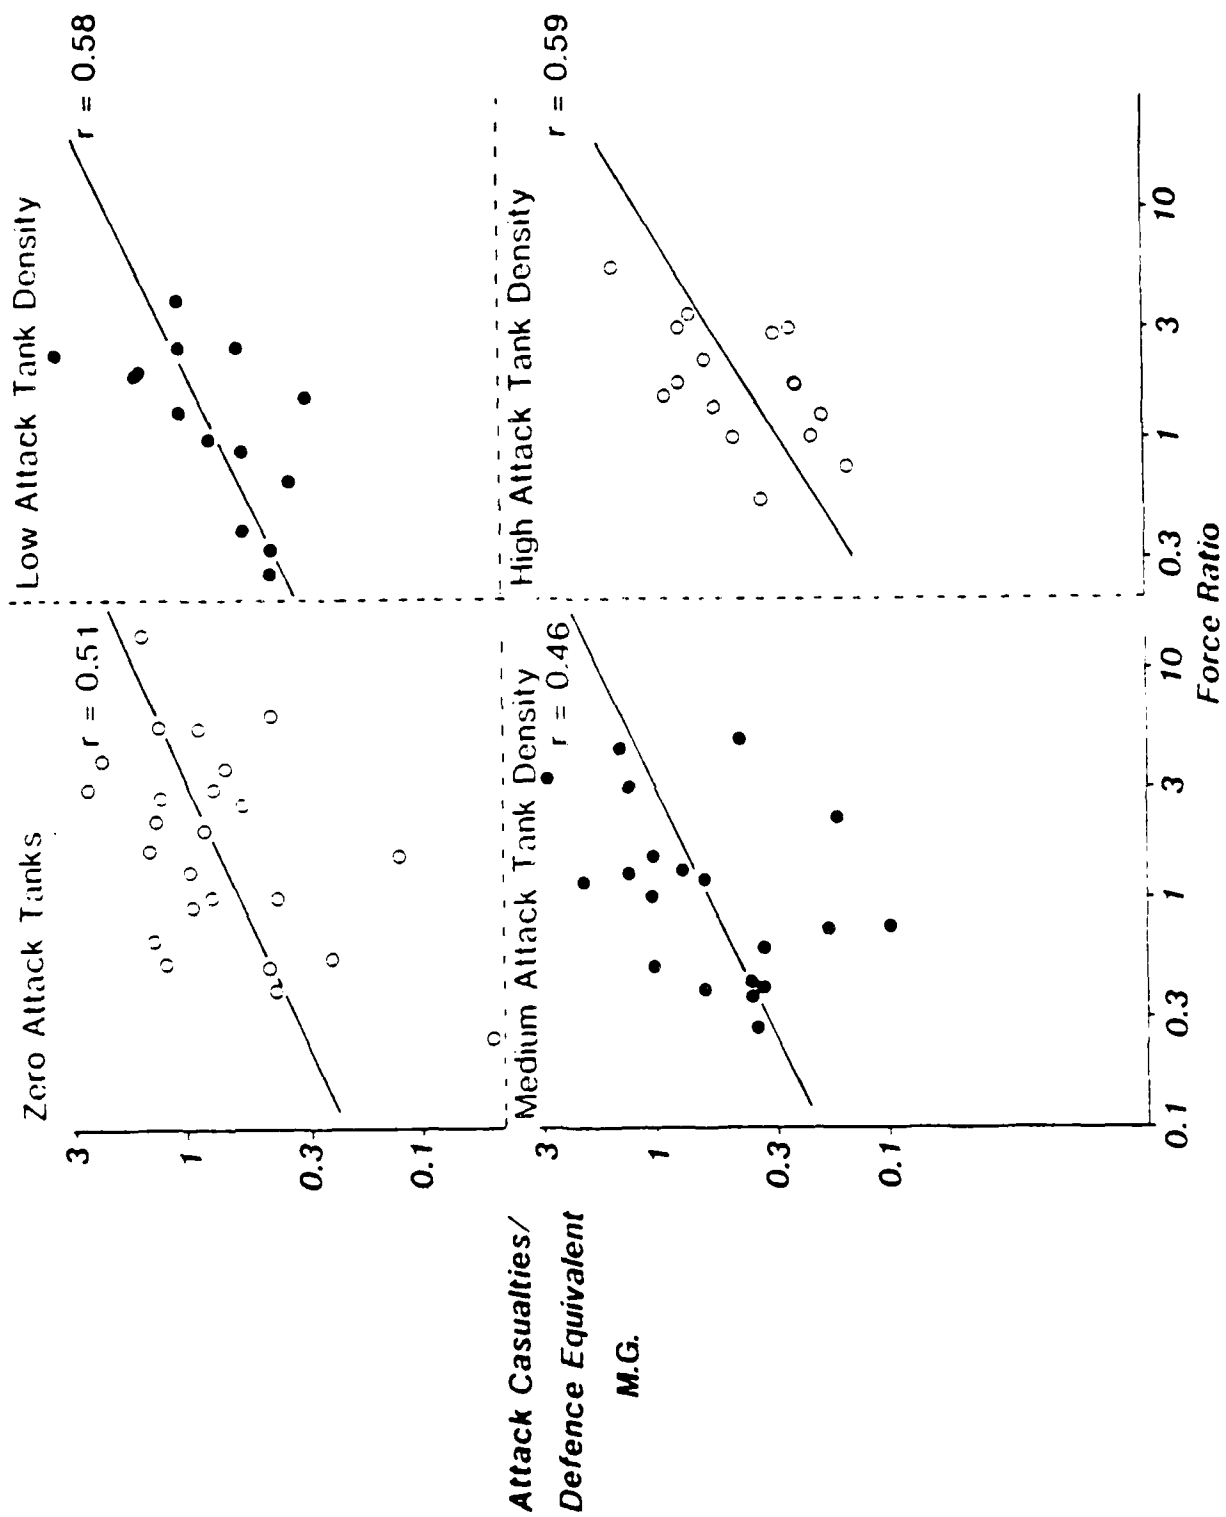 Zero Attack Tanks
r = 0.51
Low Attack Tank Density
r = 0.58
3
1
0.3
0.1
Medium Attack Tank Density
r = 0.46
High Attack Tank Density
r = 0.59
3
1
0.3
0.1
Attack Casualties/
Defence Equivalent
M.G.
0.1
0.3
1
3
10
0.3
1
3
10
Force Ratio